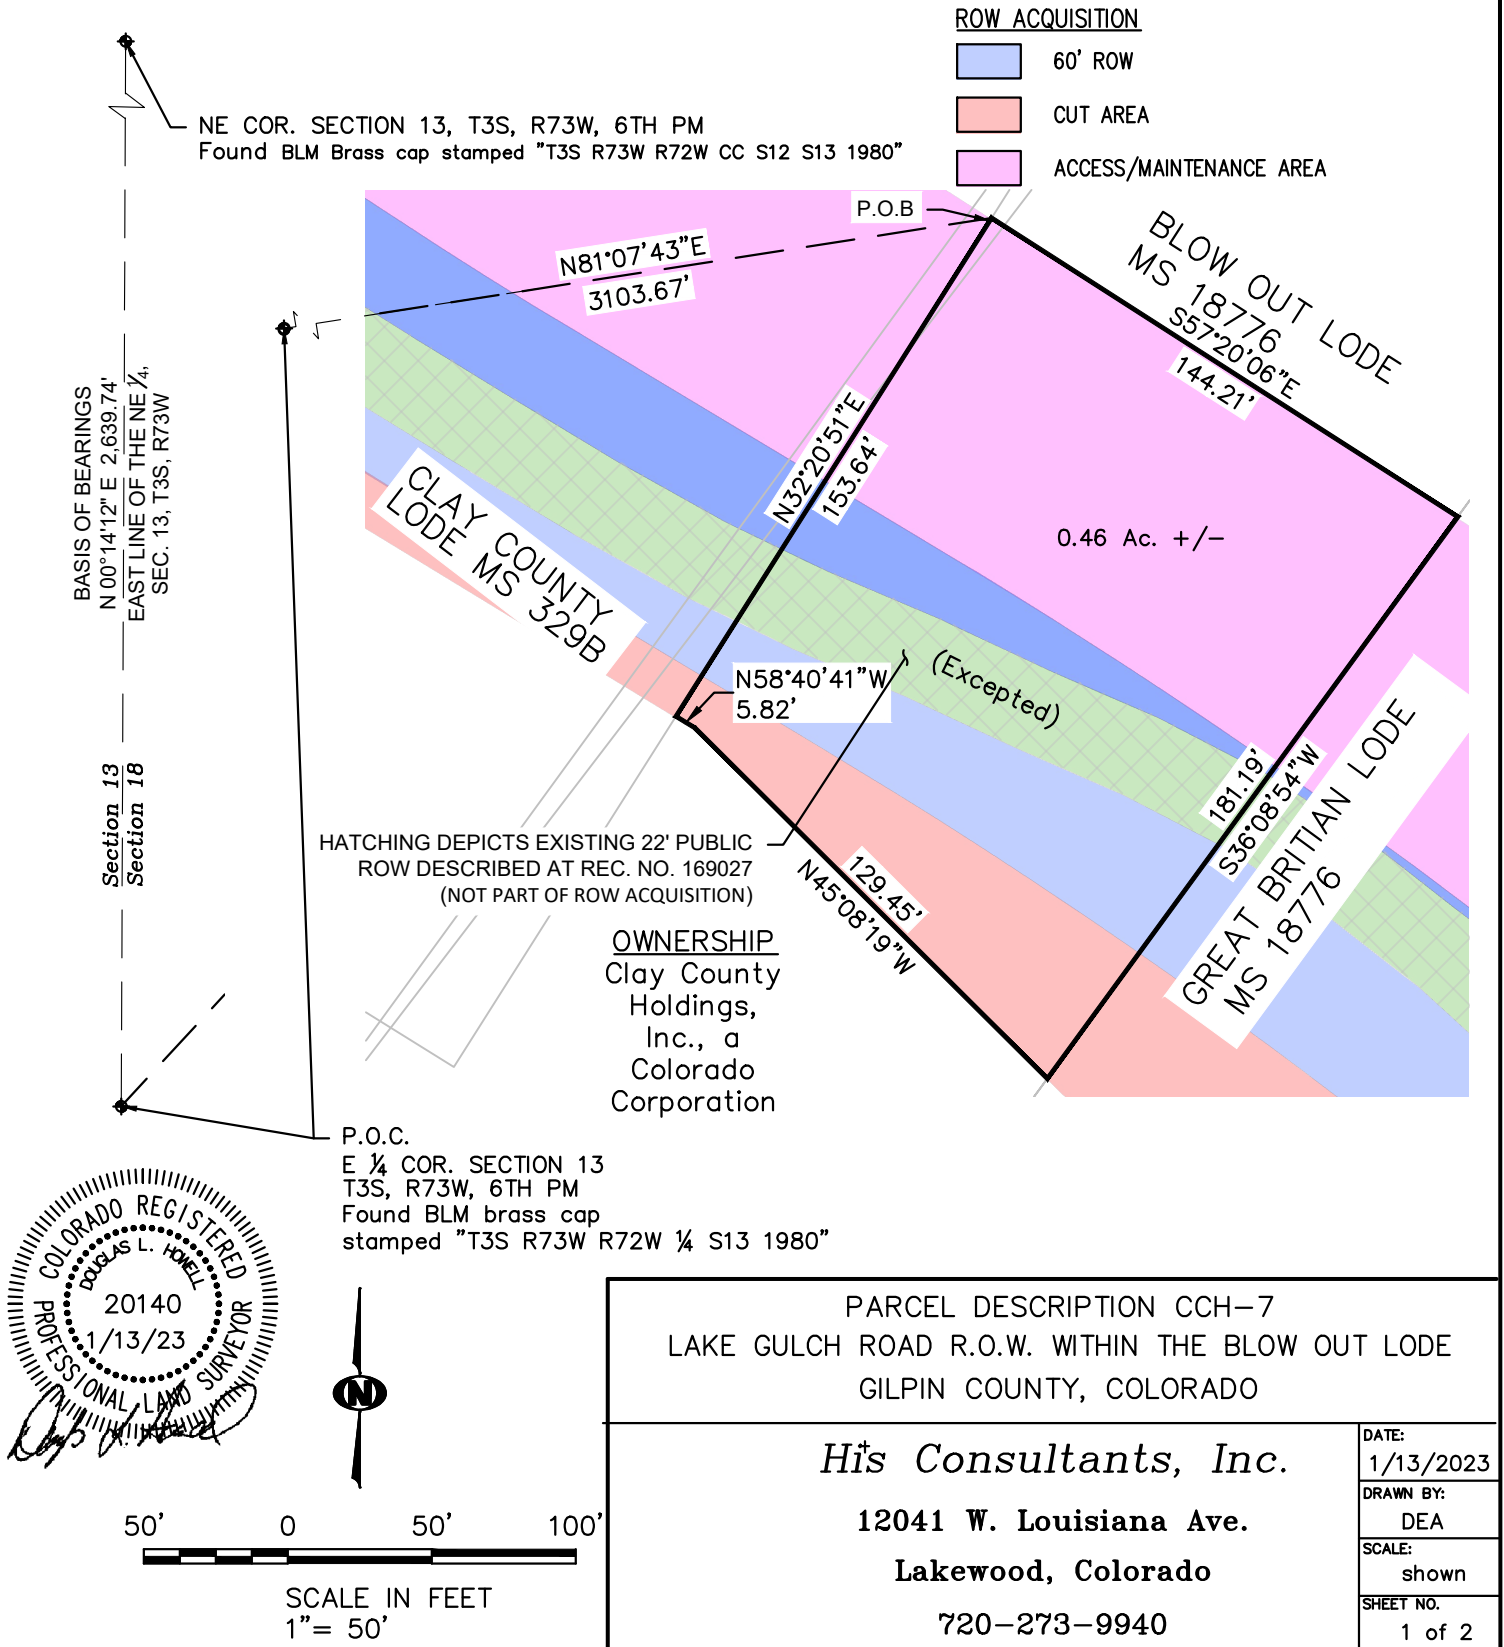 ROW ACQUISITION
60' ROW
CUT AREA
ACCESS/MAINTENANCE AREA
NE COR. SECTION 13, T3S, R73W, 6TH PM
Found BLM Brass cap stamped "T3S R73W R72W CC S12 S13 1980"
P.O.B
N81°07'43"E
3103.67'
BLOW OUT LODE
MS 18776
S57°20'06"E
144.21'
BASIS OF BEARINGS
N 00°14'12" E 2,639.74'
EAST LINE OF THE NE ¼,
SEC. 13, T3S, R73W
N32°20'51"E
153.64'
0.46 Ac. +/-
CLAY COUNTY
LODE MS 329B
N58°40'41"W
5.82'
(Excepted)
181.19'
S36°08'54"W
GREAT BRITIAN LODE
MS 18776
Section 13
Section 18
HATCHING DEPICTS EXISTING 22' PUBLIC
ROW DESCRIBED AT REC. NO. 169027
(NOT PART OF ROW ACQUISITION)
129.45'
N45°08'19"W
OWNERSHIP
Clay County
Holdings,
Inc., a
Colorado
Corporation
P.O.C.
E ¼ COR. SECTION 13
T3S, R73W, 6TH PM
Found BLM brass cap
stamped "T3S R73W R72W ¼ S13 1980"
COLORADO REGISTERED
DOUGLAS L. HOWELL
20140
1/13/23
PROFESSIONAL LAND SURVEYOR
N
50' 0 50' 100'
SCALE IN FEET
1"= 50'
PARCEL DESCRIPTION CCH-7
LAKE GULCH ROAD R.O.W. WITHIN THE BLOW OUT LODE
GILPIN COUNTY, COLORADO
His Consultants, Inc.
12041 W. Louisiana Ave.
Lakewood, Colorado
720-273-9940
DATE:
1/13/2023
DRAWN BY:
DEA
SCALE:
shown
SHEET NO.
1 of 2